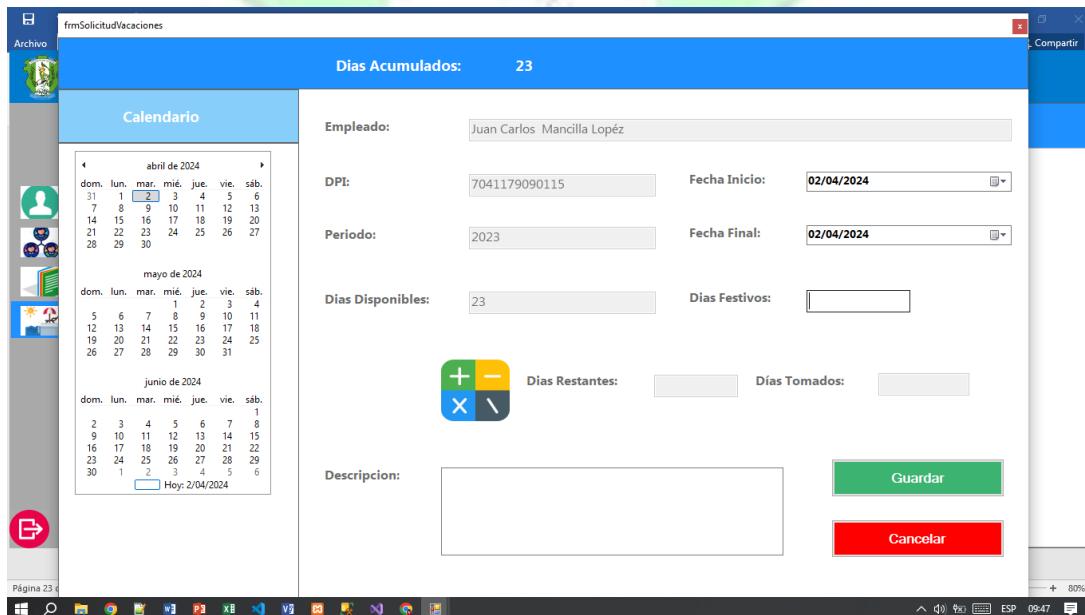 frmSolicitudVacaciones
x
Archivo
Compartir
Dias Acumulados: 23
Calendario
abril de 2024
dom. lun. mar. mié. jue. vie. sáb.
31 1 2 3 4 5 6
7 8 9 10 11 12 13
14 15 16 17 18 19 20
21 22 23 24 25 26 27
28 29 30
mayo de 2024
dom. lun. mar. mié. jue. vie. sáb.
1 2 3 4
5 6 7 8 9 10 11
12 13 14 15 16 17 18
19 20 21 22 23 24 25
26 27 28 29 30 31
junio de 2024
dom. lun. mar. mié. jue. vie. sáb.
1
2 3 4 5 6 7 8
9 10 11 12 13 14 15
16 17 18 19 20 21 22
23 24 25 26 27 28 29
30 1 2 3 4 5 6
Hoy: 2/04/2024
Empleado: Juan Carlos Mancilla Lopéz
DPI: 7041179090115 Fecha Inicio: 02/04/2024
Periodo: 2023 Fecha Final: 02/04/2024
Dias Disponibles: 23 Dias Festivos:
Dias Restantes: Días Tomados:
Descripcion:
Guardar
Cancelar
Página 23 d
80%
ESP 09:47